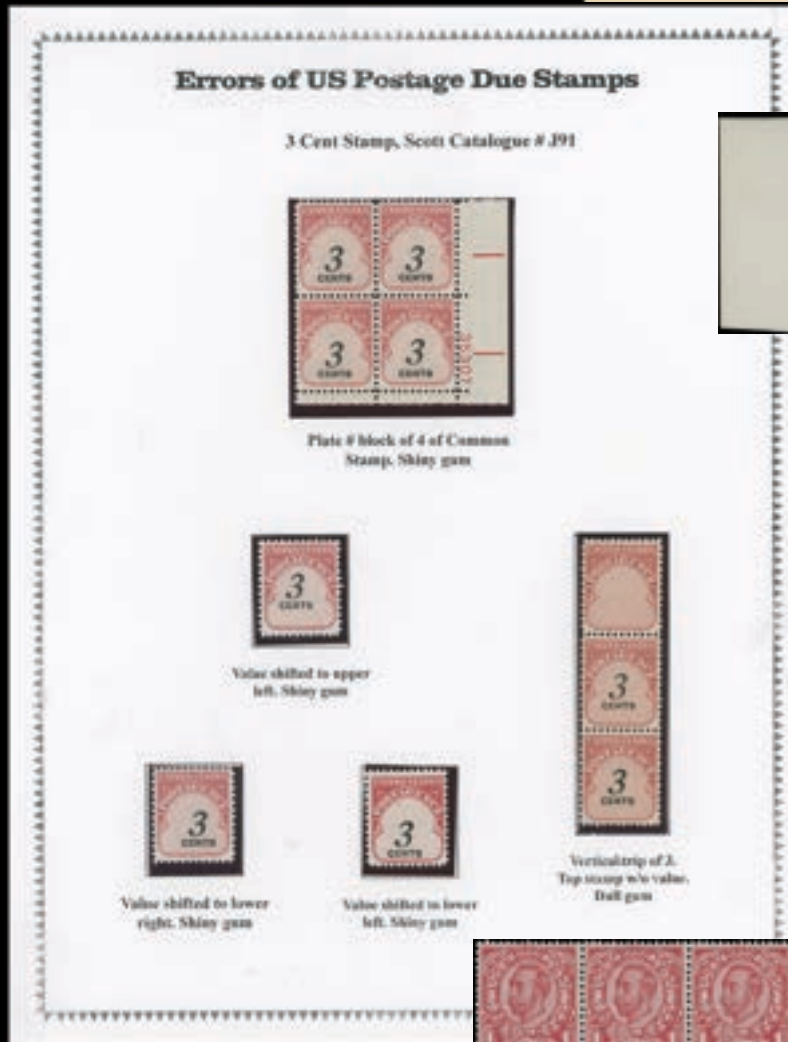 Errors of US Postage Due Stamps
3 Cent Stamp, Scott Catalogue # J91
3
CENTS
3
CENTS
3
CENTS
3
CENTS
35307
Plate # block of 4 of Common
Stamp. Shiny gum
3
CENTS
Value shifted to upper
left. Shiny gum
3
CENTS
3
CENTS
3
CENTS
3
CENTS
Value shifted to lower
right. Shiny gum
Value shifted to lower
left. Shiny gum
Vertical strip of 3.
Top stamp w/o value.
Dull gum